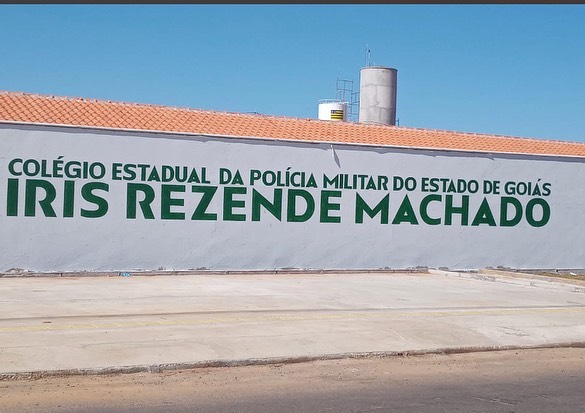 COLÉGIO ESTADUAL DA POLÍCIA MILITAR DO ESTADO DE GOIÁS
IRIS REZENDE MACHADO